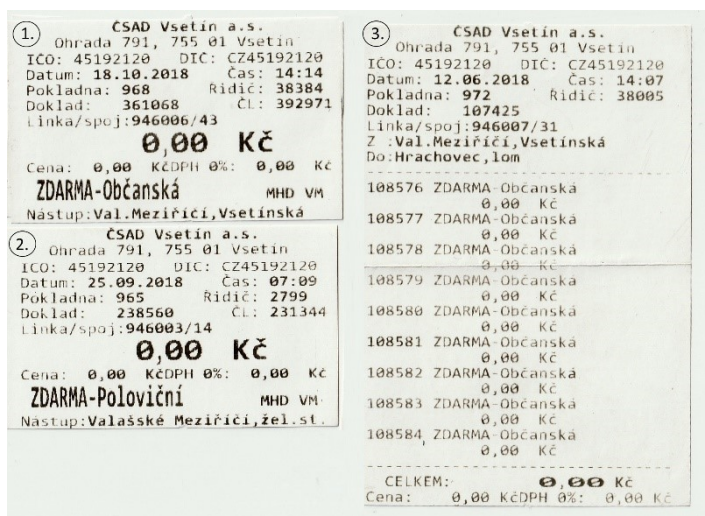 1.
ČSAD Vsetín a.s.
Ohrada 791, 755 01 Vsetín
IČO: 45192120 DIČ: CZ45192120
Datum: 18.10.2018 Čas: 14:14
Pokladna: 968 Řidič: 38384
Doklad: 361068 ČL: 392971
Linka/spoj:946006/43
0,00 Kč
Cena: 0,00 KčDPH 0%: 0,00 Kč
ZDARMA-Občanská MHD VM
Nástup:Val.Meziříčí,Vsetínská
2.
ČSAD Vsetín a.s.
Ohrada 791, 755 01 Vsetín
IČO: 45192120 DIČ: CZ45192120
Datum: 25.09.2018 Čas: 07:09
Pokladna: 965 Řidič: 2799
Doklad: 238560 ČL: 231344
Linka/spoj:946003/14
0,00 Kč
Cena: 0,00 KčDPH 0%: 0,00 Kč
ZDARMA-Poloviční MHD VM
Nástup:Valašské Meziříčí,žel.st.
3.
ČSAD Vsetín a.s.
Ohrada 791, 755 01 Vsetín
IČO: 45192120 DIČ: CZ45192120
Datum: 12.06.2018 Čas: 14:07
Pokladna: 972 Řidič: 38005
Doklad: 107425
Linka/spoj:946007/31
Z :Val.Meziříčí,Vsetínská
Do:Hrachovec,lom
108576 ZDARMA-Občanská
0,00 Kč
108577 ZDARMA-Občanská
0,00 Kč
108578 ZDARMA-Občanská
0,00 Kč
108579 ZDARMA-Občanská
0,00 Kč
108580 ZDARMA-Občanská
0,00 Kč
108581 ZDARMA-Občanská
0,00 Kč
108582 ZDARMA-Občanská
0,00 Kč
108583 ZDARMA-Občanská
0,00 Kč
108584 ZDARMA-Občanská
0,00 Kč
CELKEM: 0,00 Kč
Cena: 0,00 KčDPH 0%: 0,00 Kč